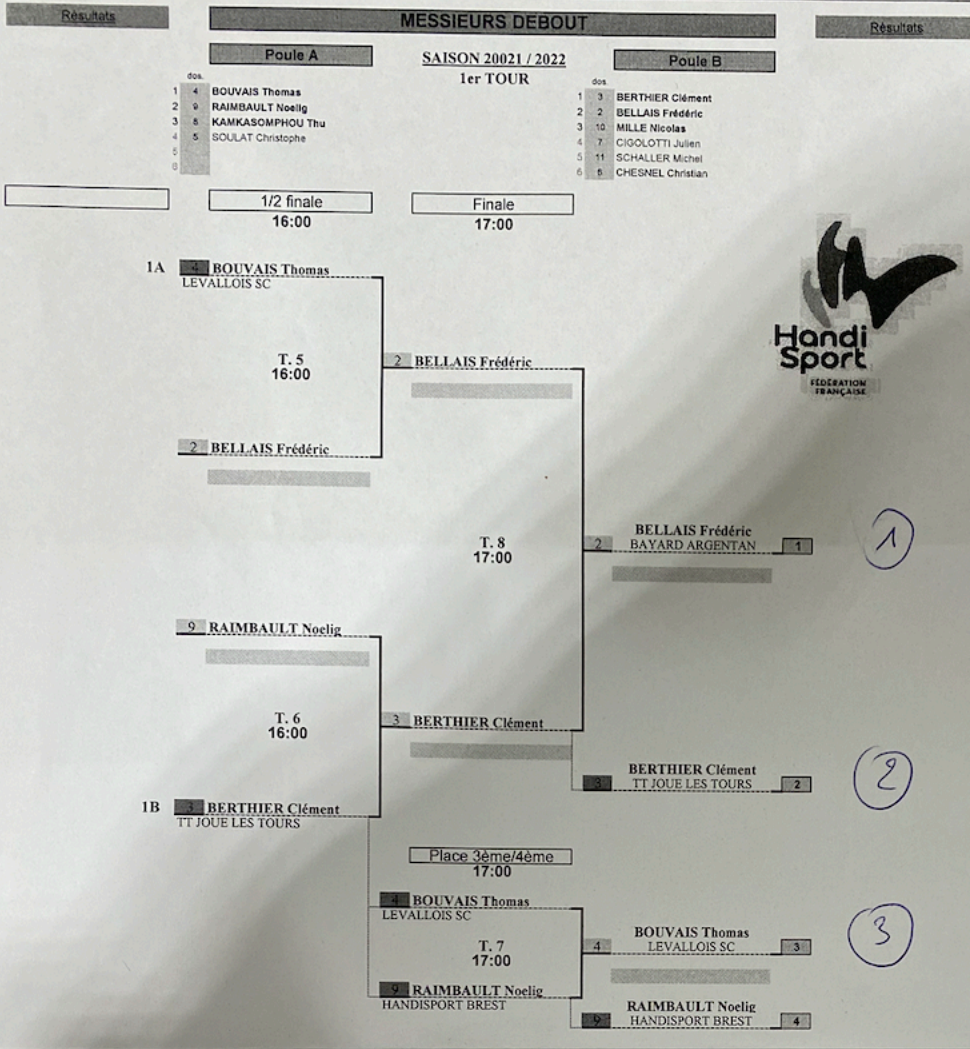 Résultats
MESSIEURS DEBOUT
Résultats
Poule A
SAISON 20021 / 2022
Poule B
1er TOUR
dos.
1 4 BOUVAIS Thomas
2 9 RAIMBAULT Noelig
3 8 KAMKASOMPHOU Thu
4 5 SOULAT Christophe
5
6
dos.
1 3 BERTHIER Clément
2 2 BELLAIS Frédéric
3 10 MILLE Nicolas
4 7 CIGOLOTTI Julien
5 11 SCHALLER Michel
6 CHESNEL Christian
1/2 finale
16:00
Finale
17:00
1A 4 BOUVAIS Thomas
LEVALLOIS SC
T. 5
16:00
2 BELLAIS Frédéric
2 BELLAIS Frédéric
Handi
Sport
FÉDÉRATION
FRANÇAISE
T. 8
17:00
2 BELLAIS Frédéric
BAYARD ARGENTAN 1
1
9 RAIMBAULT Noelig
T. 6
16:00
3 BERTHIER Clément
1B 3 BERTHIER Clément
TT JOUE LES TOURS
3 BERTHIER Clément
TT JOUE LES TOURS 2
2
Place 3ème/4ème
17:00
4 BOUVAIS Thomas
LEVALLOIS SC
T. 7
17:00
9 RAIMBAULT Noelig
HANDISPORT BREST
4 BOUVAIS Thomas
LEVALLOIS SC 3
3
9 RAIMBAULT Noelig
HANDISPORT BREST 4